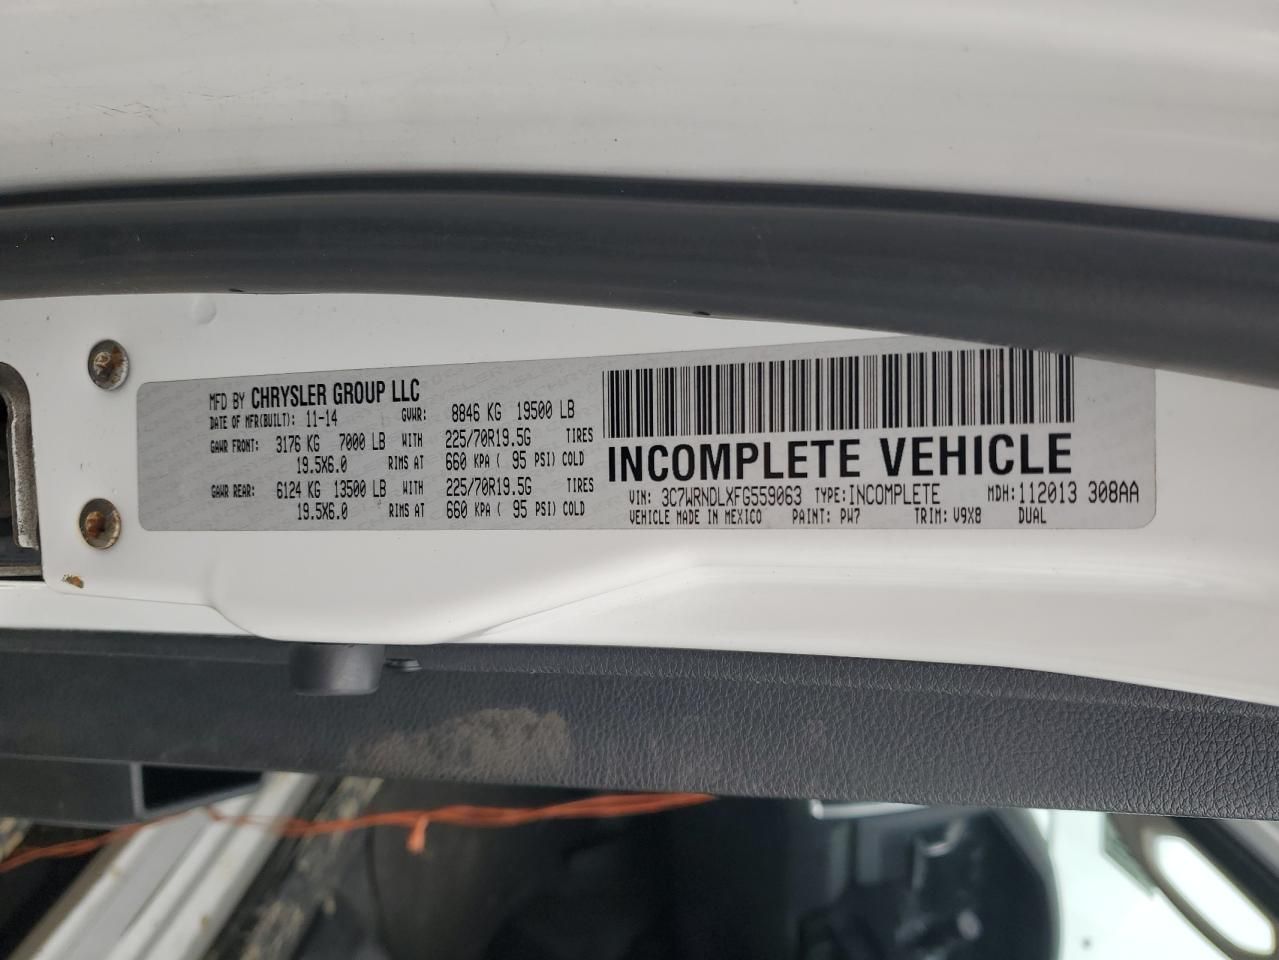 MFD BY CHRYSLER GROUP LLC
DATE OF MFR(BUILT): 11-14 GVWR: 8846 KG 19500 LB
GAWR FRONT: 3176 KG 7000 LB WITH 225/70R19.5G TIRES
19.5X6.0 RIMS AT 660 KPA ( 95 PSI) COLD
GAWR REAR: 6124 KG 13500 LB WITH 225/70R19.5G TIRES
19.5X6.0 RIMS AT 660 KPA ( 95 PSI) COLD
INCOMPLETE VEHICLE
VIN: 3C7WRNDLXFG559063 TYPE:INCOMPLETE MDH:112013 308AA
VEHICLE MADE IN MEXICO PAINT: PW7 TRIM: V9X8 DUAL